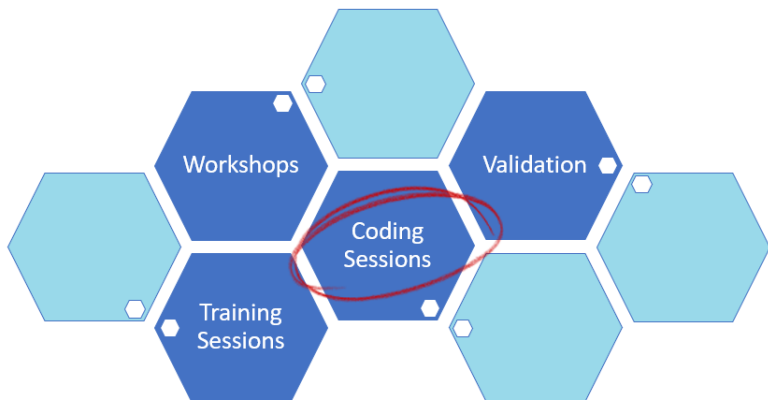 Workshops
Validation
Coding
Sessions
Training
Sessions